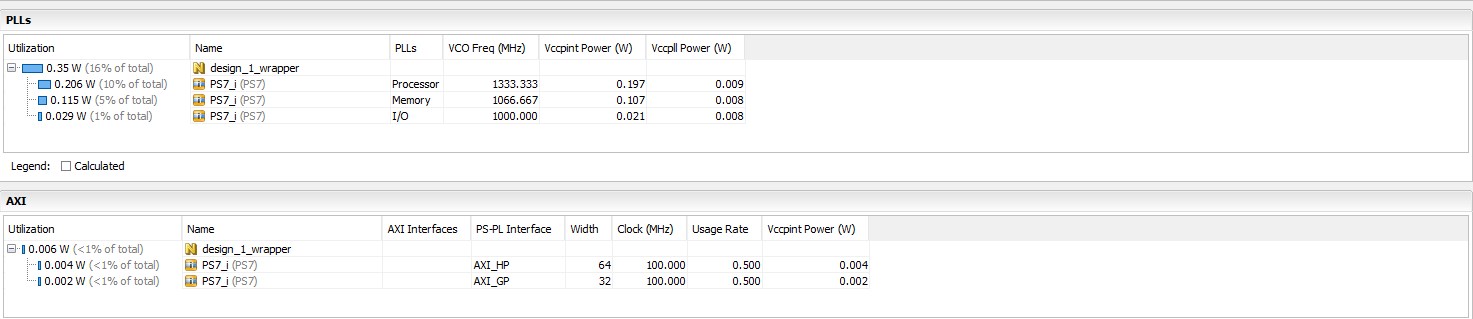 PLLs
Utilization Name PLLs VCO Freq (MHz) Vccpint Power (W) Vccpll Power (W)
0.35 W (16% of total) design_1_wrapper
0.206 W (10% of total) PS7_i (PS7) Processor 1333.333 0.197 0.009
0.115 W (5% of total) PS7_i (PS7) Memory 1066.667 0.107 0.008
0.029 W (1% of total) PS7_i (PS7) I/O 1000.000 0.021 0.008
Legend: Calculated
AXI
Utilization Name AXI Interfaces PS-PL Interface Width Clock (MHz) Usage Rate Vccpint Power (W)
0.006 W (<1% of total) design_1_wrapper
0.004 W (<1% of total) PS7_i (PS7) AXI_HP 64 100.000 0.500 0.004
0.002 W (<1% of total) PS7_i (PS7) AXI_GP 32 100.000 0.500 0.002